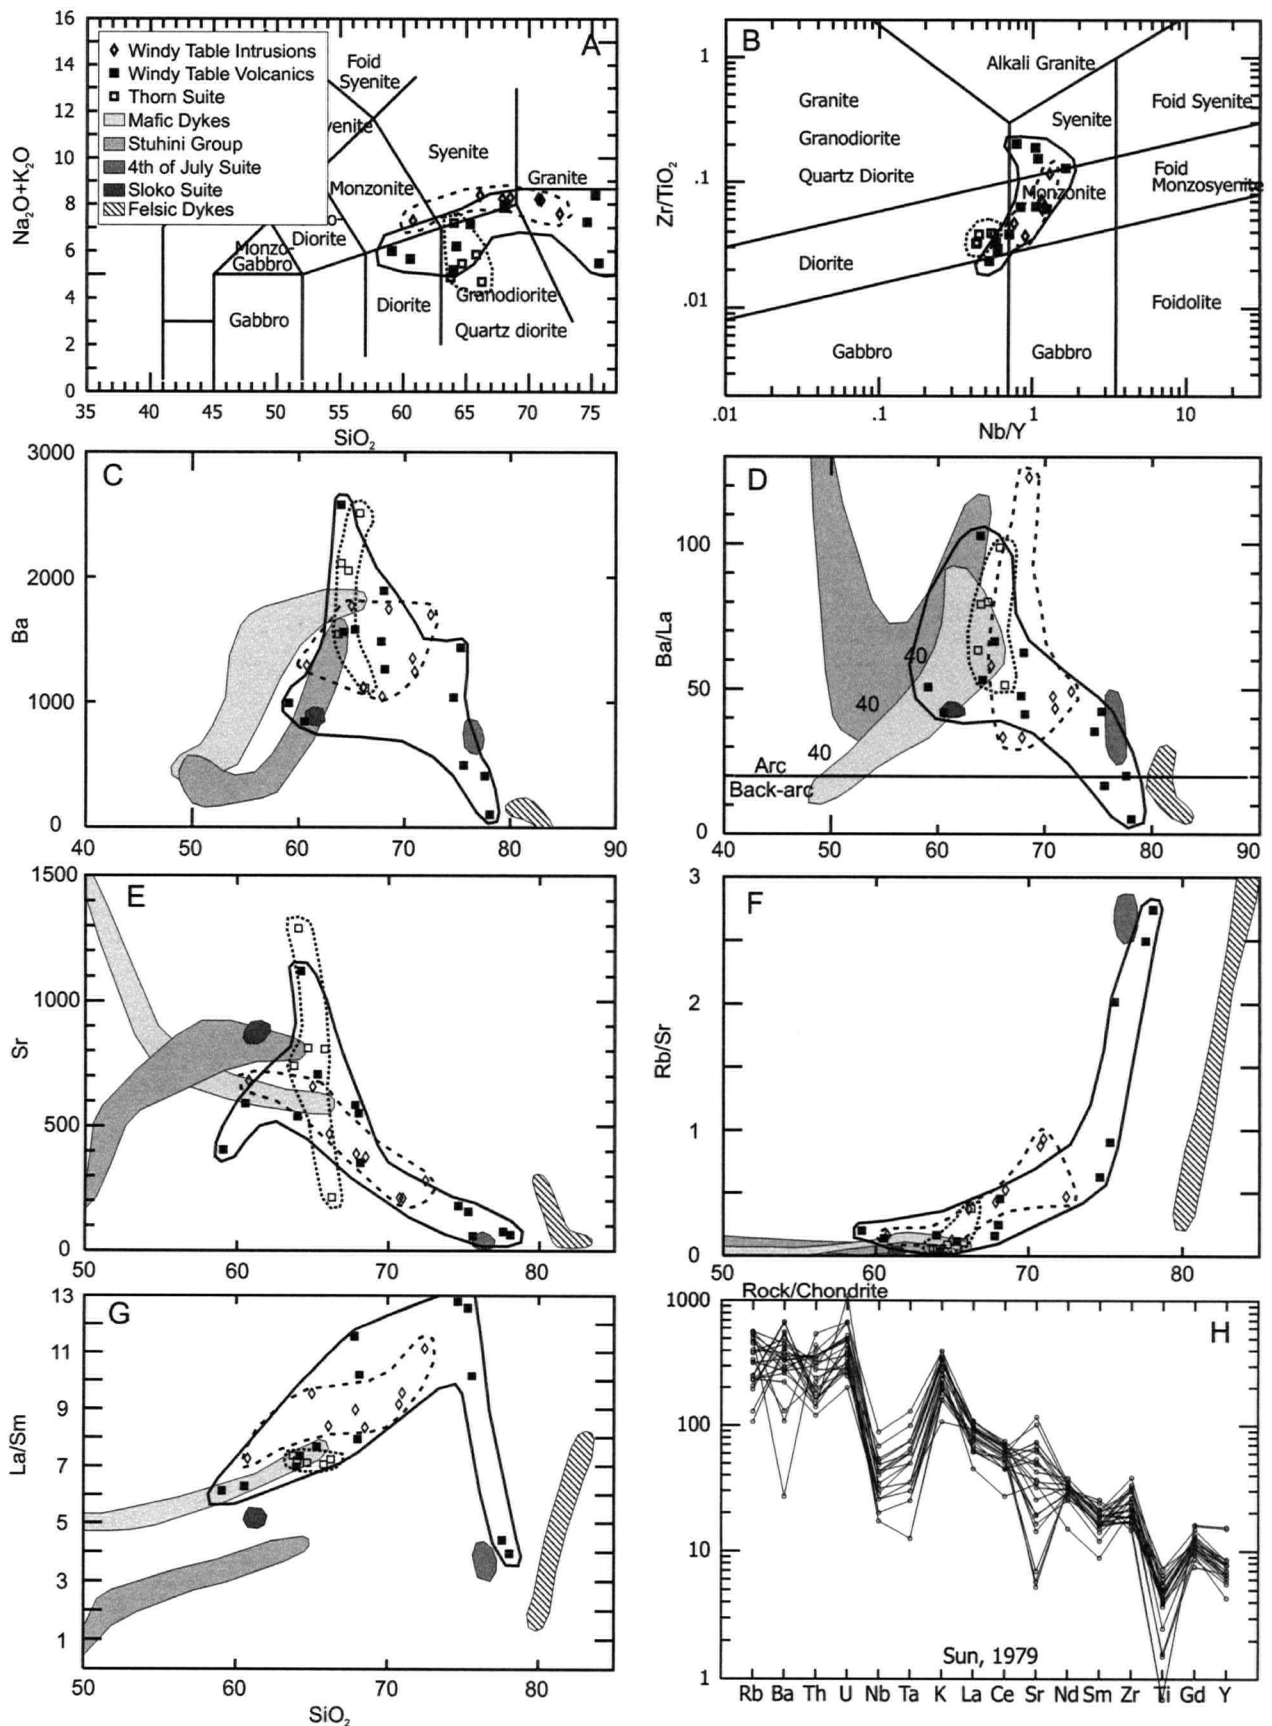 A
16
14
12
10
8
6
4
2
0
Na₂O+K₂O
Windy Table Intrusions
Windy Table Volcanics
Thorn Suite
Mafic Dykes
Stuhini Group
4th of July Suite
Sloko Suite
Felsic Dykes
Foid
Syenite
yenite
Syenite
Monzonite
Granite
o-
Diorite
Monzo-
Gabbro
Gabbro
Diorite
Granodiorite
Quartz diorite
35 40 45 50 55 60 65 70 75
SiO₂
B
1
.1
.01
Zr/TiO₂
Alkali Granite
Granite
Foid Syenite
Syenite
Granodiorite
Quartz Diorite
Foid
Monzosyenite
Monzonite
Diorite
Foidolite
Gabbro
Gabbro
.01 .1 1 10
Nb/Y
C
3000
2000
1000
0
Ba
40 50 60 70 80 90
D
100
50
0
Ba/La
40
40
40
Arc
Back-arc
40 50 60 70 80 90
E
1500
1000
500
0
Sr
50 60 70 80
F
3
2
1
0
Rb/Sr
50 60 70 80
G
13
11
9
7
5
3
1
La/Sm
50 60 70 80
SiO₂
Rock/Chondrite
H
1000
100
10
1
Sun, 1979
Rb Ba Th U Nb Ta K La Ce Sr Nd Sm Zr Ti Gd Y